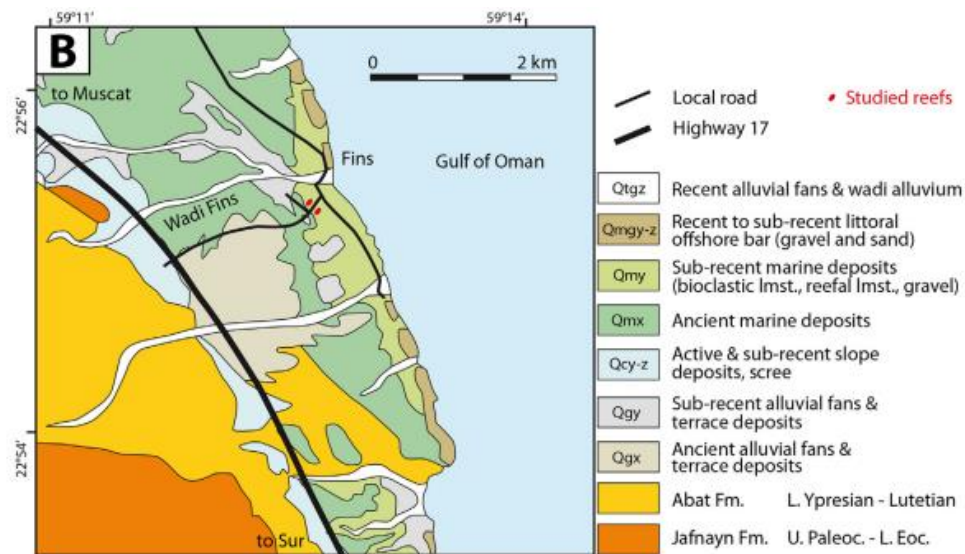 59°11'
59°14'
B
0
2 km
to Muscat
22°56'
Fins
Gulf of Oman
Wadi Fins
22°54'
to Sur
Local road
Studied reefs
Highway 17
Qtgz
Recent alluvial fans & wadi alluvium
Qmgy-z
Recent to sub-recent littoral
offshore bar (gravel and sand)
Qmy
Sub-recent marine deposits
(bioclastic lmst., reefal lmst., gravel)
Qmx
Ancient marine deposits
Qcy-z
Active & sub-recent slope
deposits, scree
Qgy
Sub-recent alluvial fans &
terrace deposits
Qgx
Ancient alluvial fans &
terrace deposits
Abat Fm. L. Ypresian - Lutetian
Jafnayn Fm. U. Paleoc. - L. Eoc.